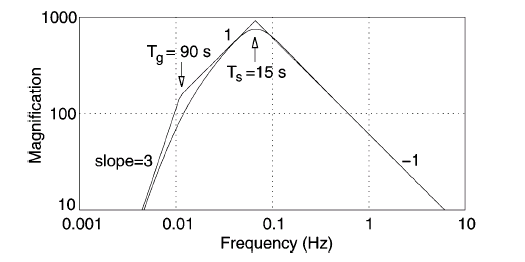 1000
1
T_g = 90 s
T_s = 15 s
Magnification
100
slope=3
−1
10
0.001 0.01 0.1 1 10
Frequency (Hz)